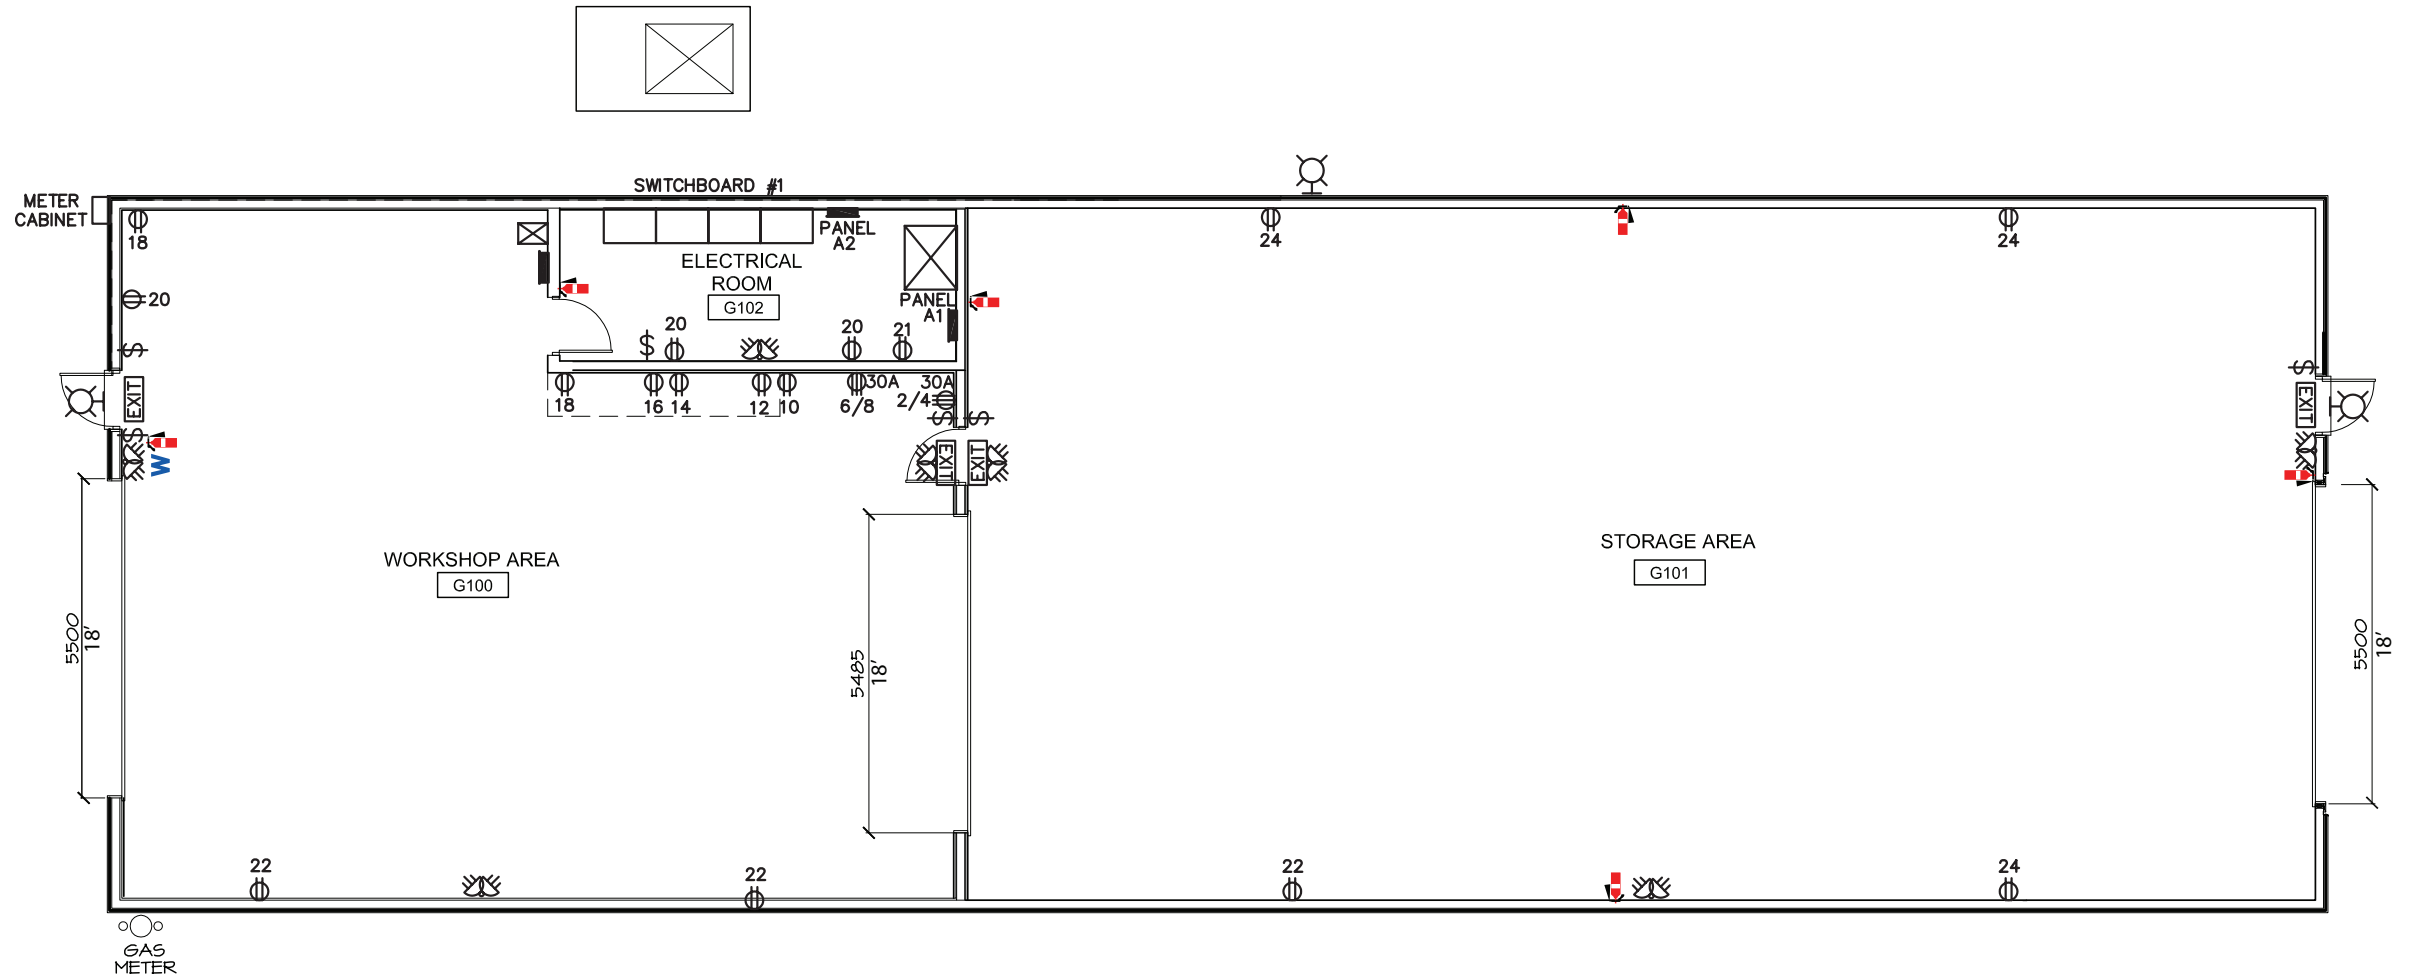 SWITCHBOARD #1
METER
CABINET
18
PANEL
A2
24
24
ELECTRICAL
ROOM
G102
20
PANEL
A1
20
20
21
$
$
$
EXIT
18
16
14
12
10
30A
6/8
30A
2/4
$
$
EXIT
$
W
EXIT
EXIT
STORAGE AREA
G101
WORKSHOP AREA
G100
5500
18'
5485
18'
5500
18'
22
22
22
24
GAS
METER